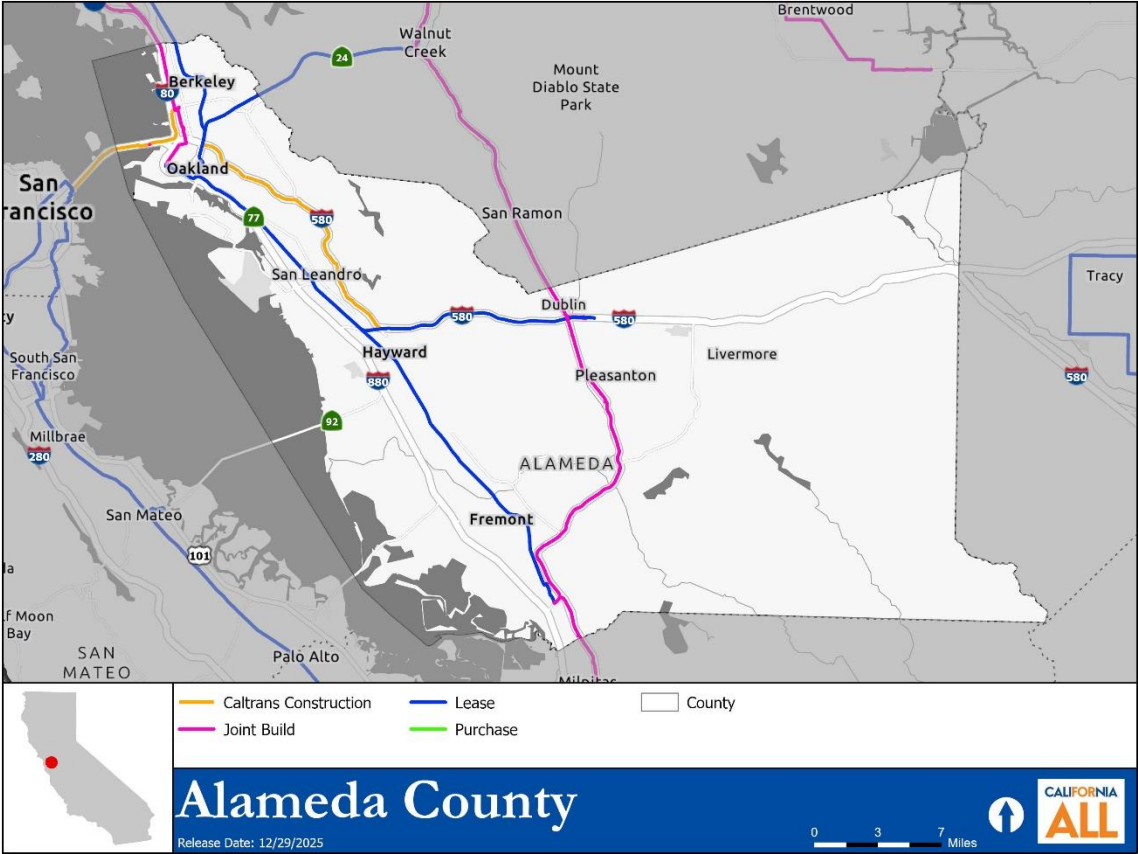 Brentwood
Walnut
Creek
24
Mount
Diablo State
Park
Berkeley
80
Oakland
San
rancisco
77
580
San Ramon
San Leandro
Tracy
Dublin
580
580
Hayward
Livermore
South San
Francisco
880
Pleasanton
580
92
Millbrae
280
ALAMEDA
San Mateo
Fremont
101
lf Moon
Bay
SAN
MATEO
Palo Alto
Caltrans Construction
Lease
County
Joint Build
Purchase
Alameda County
Release Date: 12/29/2025
0 3 7
Miles
CALIFORNIA
ALL